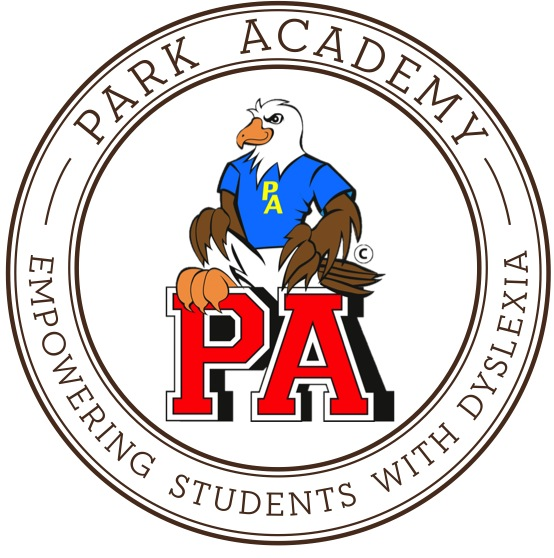 PARK ACADEMY
PA
©
PA
EMPOWERING STUDENTS WITH DYSLEXIA